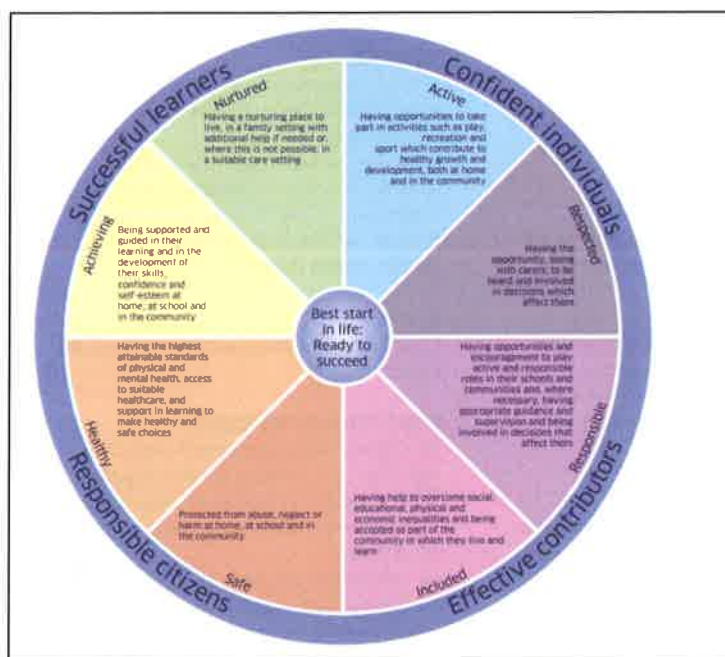 Successful learners
Confident individuals
Nurtured
Having a nurturing place to
live, in a family setting with
additional help if needed or,
where this is not possible, in
a suitable care setting
Active
Having opportunities to take
part in activities such as play,
recreation and
sport which contribute to
healthy growth and
development, both at home
and in the community
Achieving
Being supported and
guided in their
learning and in the
development of
their skills,
confidence and
self-esteem at
home, at school and
in the community
Respected
Having the
opportunity, along
with carers, to be
heard and involved
in decisions which
affect them
Best start
in life:
Ready to
succeed
Healthy
Having the highest
attainable standards
of physical and
mental health, access
to suitable
healthcare, and
support in learning to
make healthy and
safe choices
Responsible
Having opportunities and
encouragement to play
active and responsible
roles in their schools and
communities and, where
necessary, having
appropriate guidance and
supervision and being
involved in decisions that
affect them
Safe
Protected from abuse, neglect or
harm at home, at school and in
the community
Included
Having help to overcome social,
educational, physical and
economic inequalities and being
accepted as part of the
community in which they live and
learn
Responsible citizens
Effective contributors